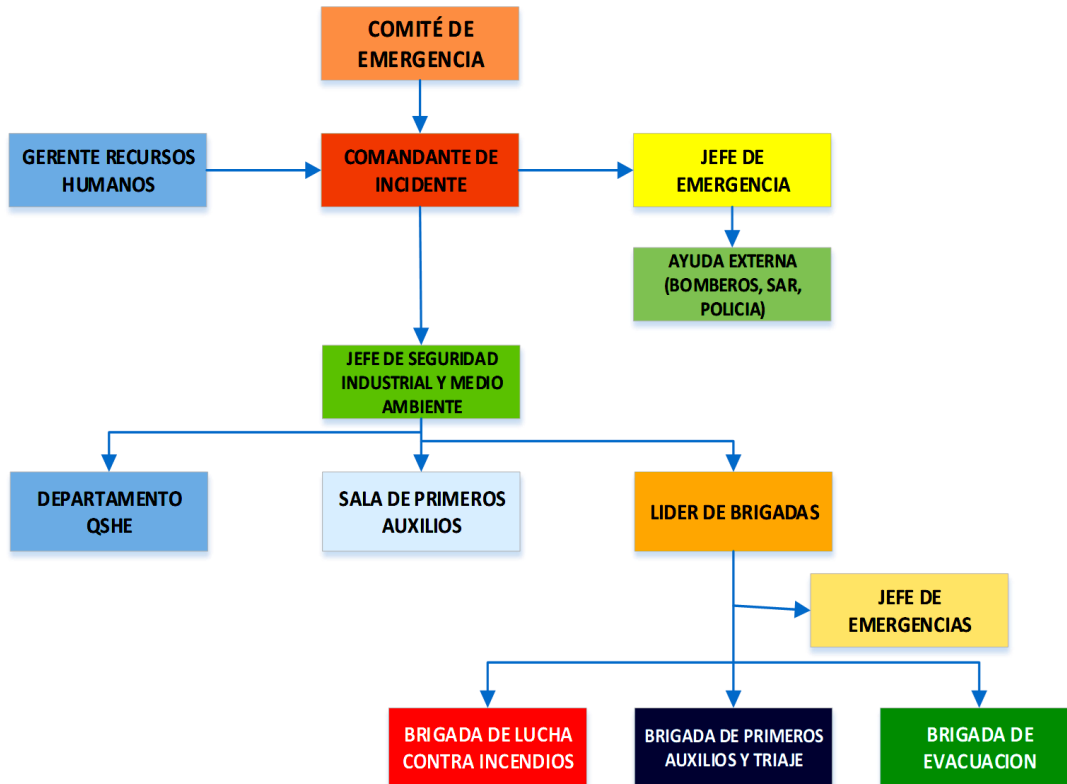 COMITÉ DE
EMERGENCIA
GERENTE RECURSOS
HUMANOS
COMANDANTE DE
INCIDENTE
JEFE DE
EMERGENCIA
AYUDA EXTERNA
(BOMBEROS, SAR,
POLICIA)
JEFE DE SEGURIDAD
INDUSTRIAL Y MEDIO
AMBIENTE
DEPARTAMENTO
QSHE
SALA DE PRIMEROS
AUXILIOS
LIDER DE BRIGADAS
JEFE DE
EMERGENCIAS
BRIGADA DE LUCHA
CONTRA INCENDIOS
BRIGADA DE PRIMEROS
AUXILIOS Y TRIAJE
BRIGADA DE
EVACUACION